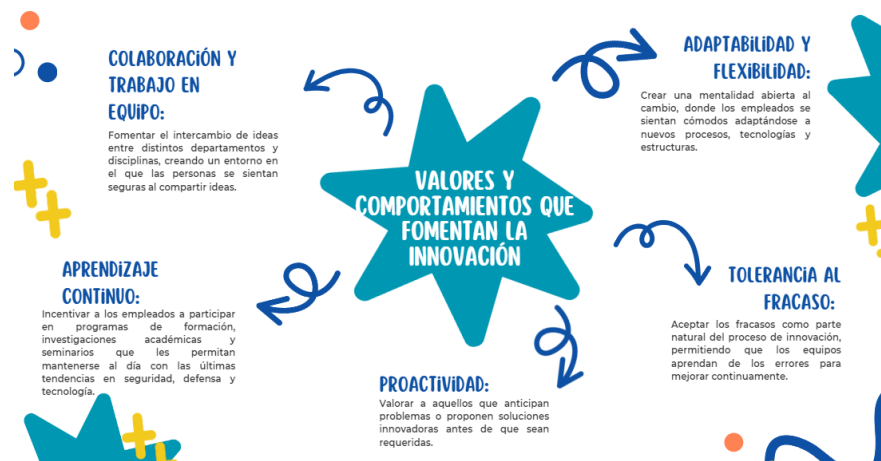 COLABORACIÓN Y
TRABAJO EN
EQUIPO:
Fomentar el intercambio de ideas
entre distintos departamentos y
disciplinas, creando un entorno en
el que las personas se sientan
seguras al compartir ideas.
ADAPTABILIDAD Y
FLEXIBILIDAD:
Crear una mentalidad abierta al
cambio, donde los empleados se
sientan cómodos adaptándose a
nuevos procesos, tecnologías y
estructuras.
VALORES Y
COMPORTAMIENTOS QUE
FOMENTAN LA
INNOVACIÓN
APRENDIZAJE
CONTINUO:
Incentivar a los empleados a participar
en programas de formación,
investigaciones académicas y
seminarios que les permitan
mantenerse al día con las últimas
tendencias en seguridad, defensa y
tecnología.
TOLERANCIA AL
FRACASO:
Aceptar los fracasos como parte
natural del proceso de innovación,
permitiendo que los equipos
aprendan de los errores para
mejorar continuamente.
PROACTIVIDAD:
Valorar a aquellos que anticipan
problemas o proponen soluciones
innovadoras antes de que sean
requeridas.